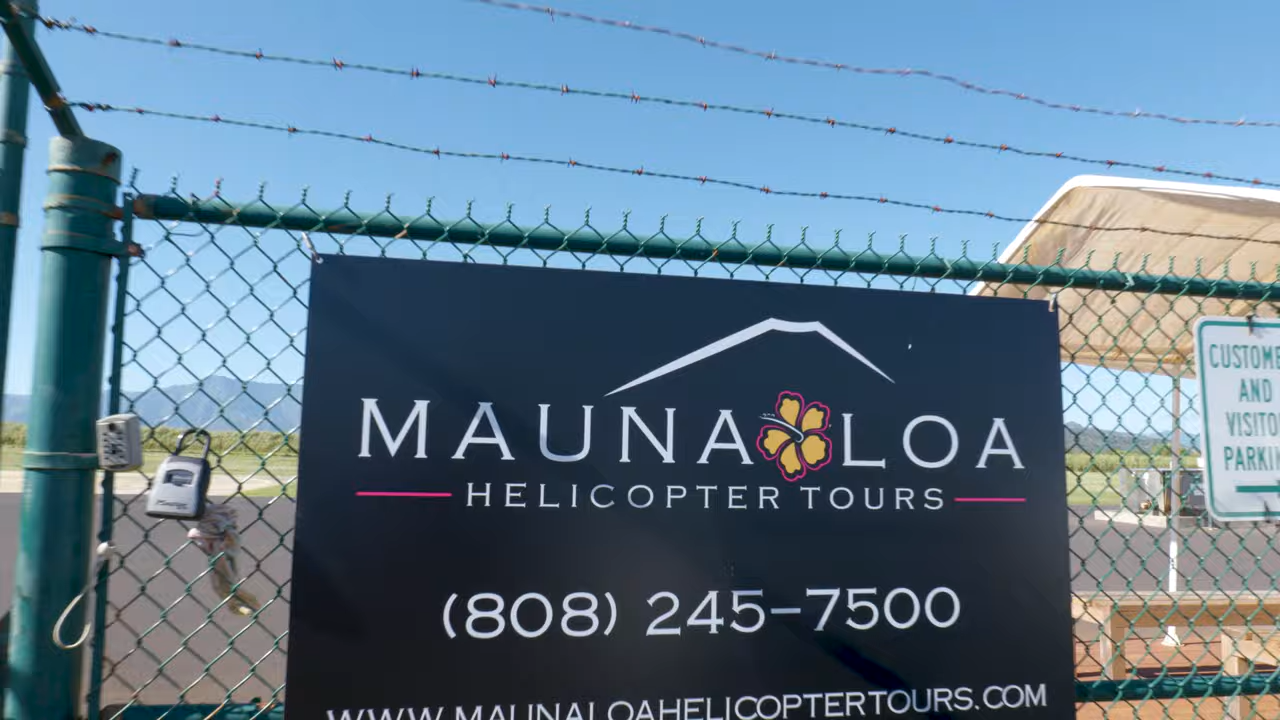 MAUNA LOA
HELICOPTER TOURS
(808) 245-7500
WWW.MAUNALOAHELICOPTERTOURS.COM
CUSTOME
AND
VISITO
PARKIN